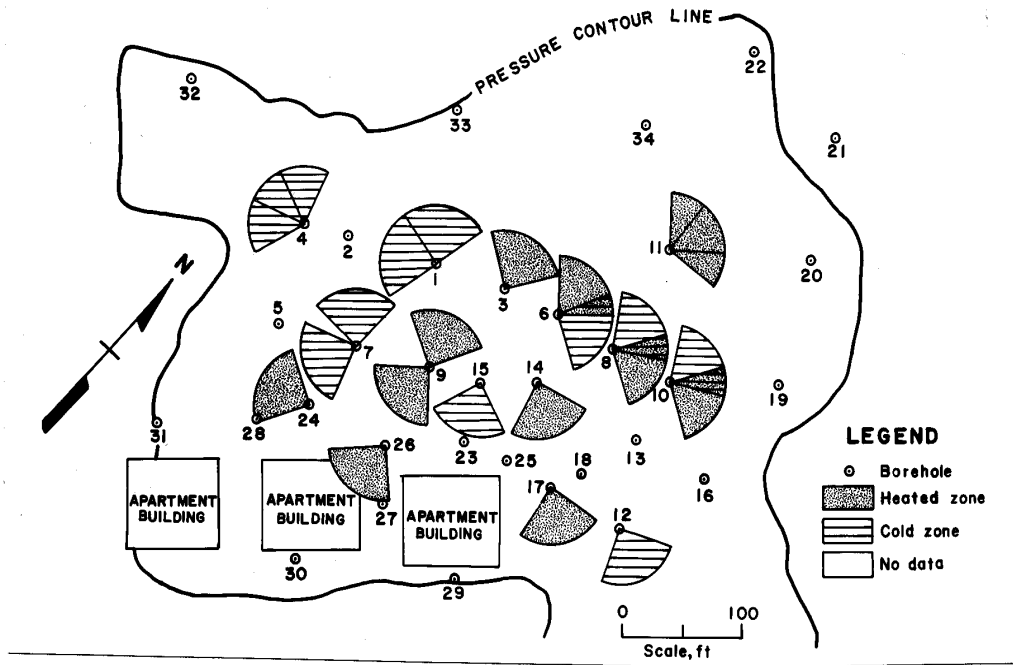 PRESSURE CONTOUR LINE
22
32
33
34
21
4
2
1
11
20
N
3
6
5
7
8
9
15
14
10
19
24
28
31
26
23
25
13
18
16
17
27
12
APARTMENT
BUILDING
APARTMENT
BUILDING
APARTMENT
BUILDING
30
29
LEGEND
Borehole
Heated zone
Cold zone
No data
0 100
Scale, ft